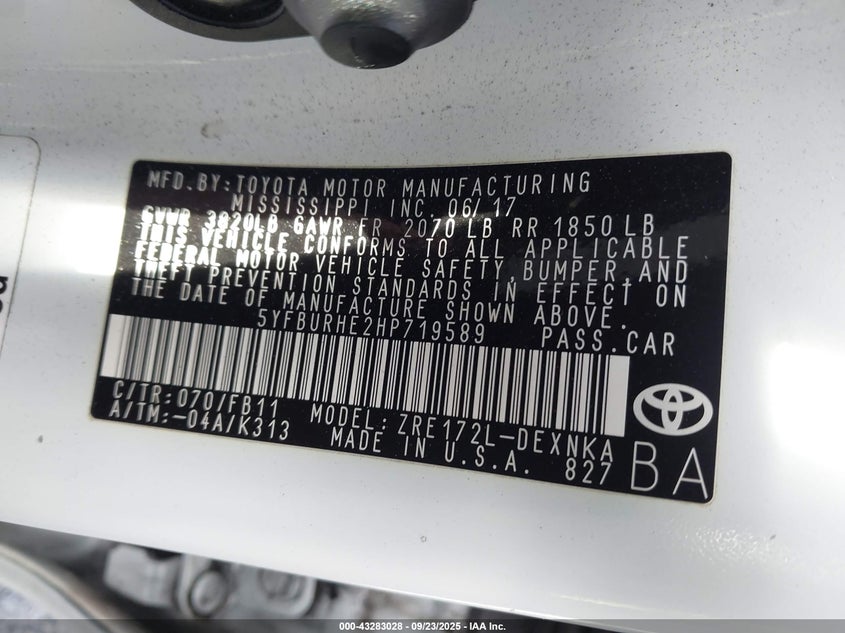 MFD.BY:TOYOTA MOTOR MANUFACTURING
MISSISSIPPI INC. 06/17
GVWR 3820LB GAWR FR 2070 LB RR 1850 LB
THIS VEHICLE CONFORMS TO ALL APPLICABLE
FEDERAL MOTOR VEHICLE SAFETY, BUMPER, AND
THEFT PREVENTION STANDARDS IN EFFECT ON
THE DATE OF MANUFACTURE SHOWN ABOVE.
5YFBURHE2HP719589 PASS.CAR
C/TR:070/FB11 MODEL:ZRE172L-DEXNKA
A/TM:-04A/K313 MADE IN U.S.A. 827
BA
000-43283028 - 09/23/2025 - IAA Inc.